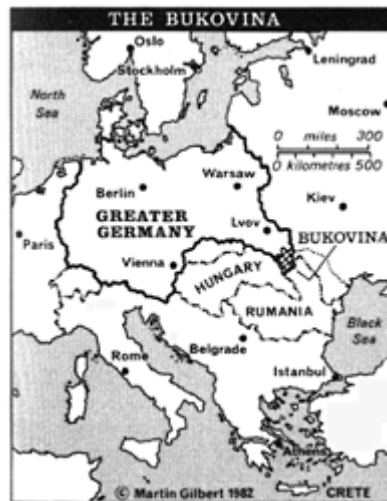 THE BUKOVINA
Oslo
Stockholm
Leningrad
North
Sea
Moscow
0 miles 300
0 kilometres 500
Berlin
Warsaw
Kiev
GREATER
GERMANY
Lvov
BUKOVINA
Paris
Vienna
HUNGARY
RUMANIA
Black
Sea
Belgrade
Rome
Istanbul
Athens
© Martin Gilbert 1982
CRETE